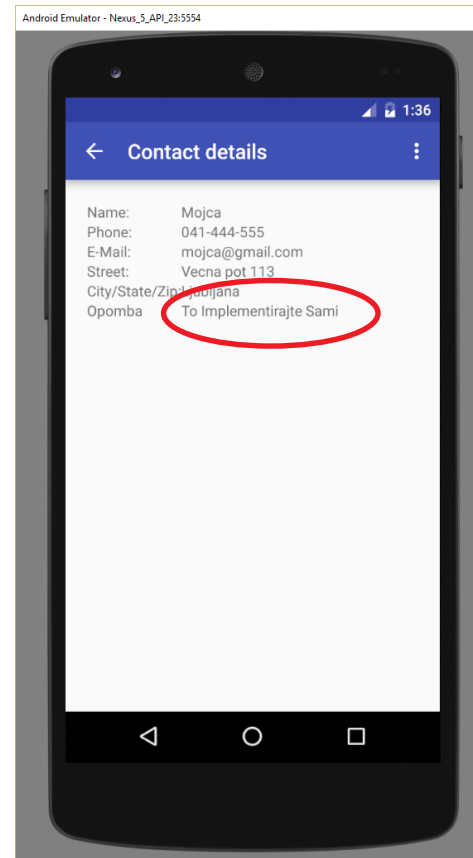 Android Emulator - Nexus_5_API_23:5554
1:36
Contact details
Name: Mojca
Phone: 041-444-555
E-Mail: mojca@gmail.com
Street: Vecna pot 113
City/State/Zip:Ljubljana
Opomba To Implementirajte Sami